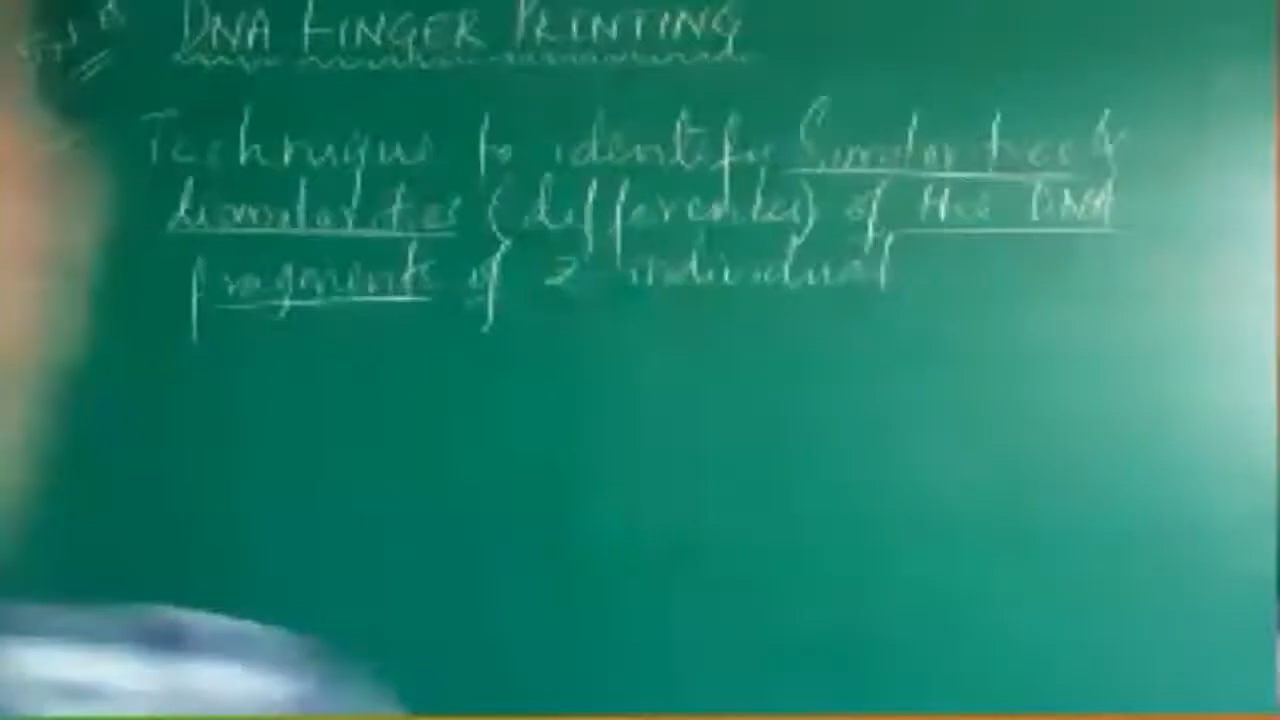 DNA FINGER PRINTING
Technique to identify Similarities &
dissimilarities (differences) of the DNA
fragments of 2 individual